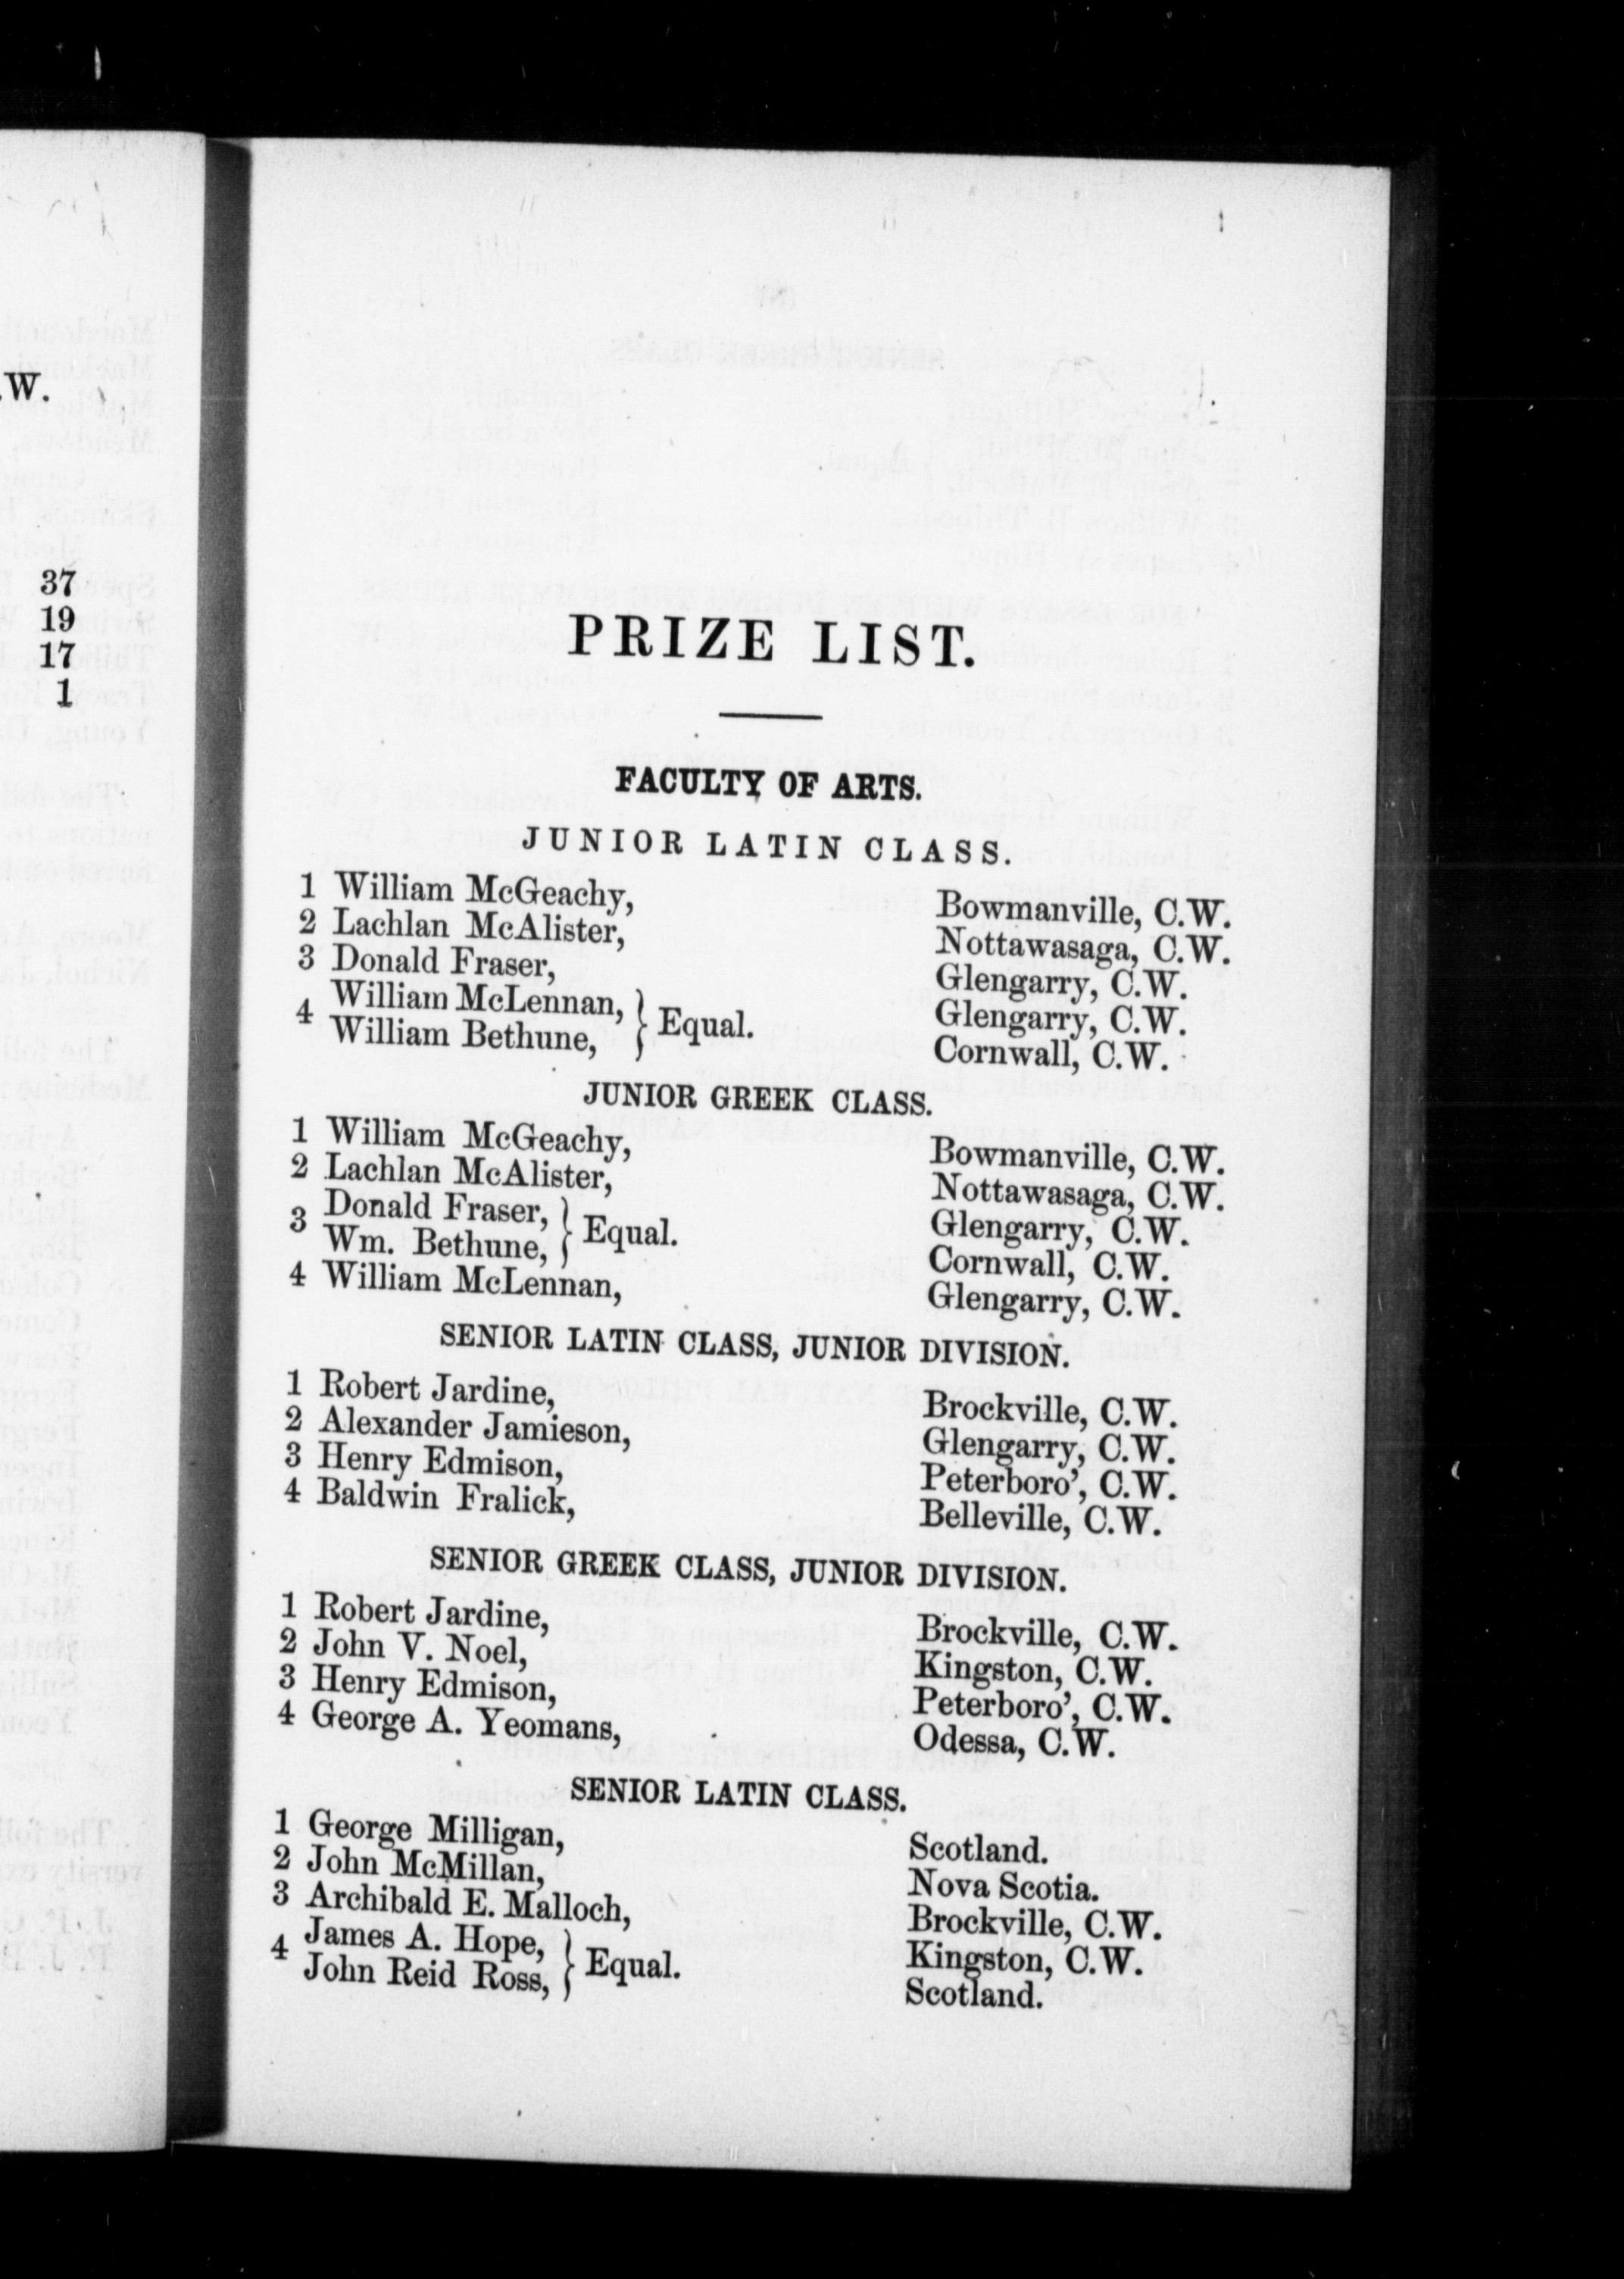 .W.
37
19
17
1
PRIZE LIST.
FACULTY OF ARTS.
JUNIOR LATIN CLASS.
1 William McGeachy, Bowmanville, C.W.
2 Lachlan McAlister, Nottawasaga, C.W.
3 Donald Fraser, Glengarry, C.W.
4 William McLennan, } Equal. Glengarry, C.W.
William Bethune, Cornwall, C.W.
JUNIOR GREEK CLASS.
1 William McGeachy, Bowmanville, C.W.
2 Lachlan McAlister, Nottawasaga, C.W.
3 Donald Fraser, } Equal. Glengarry, C.W.
Wm. Bethune, Cornwall, C.W.
4 William McLennan, Glengarry, C.W.
SENIOR LATIN CLASS, JUNIOR DIVISION.
1 Robert Jardine, Brockville, C.W.
2 Alexander Jamieson, Glengarry, C.W.
3 Henry Edmison, Peterboro', C.W.
4 Baldwin Fralick, Belleville, C.W.
SENIOR GREEK CLASS, JUNIOR DIVISION.
1 Robert Jardine, Brockville, C.W.
2 John V. Noel, Kingston, C.W.
3 Henry Edmison, Peterboro', C.W.
4 George A. Yeomans, Odessa, C.W.
SENIOR LATIN CLASS.
1 George Milligan, Scotland.
2 John McMillan, Nova Scotia.
3 Archibald E. Malloch, Brockville, C.W.
4 James A. Hope, } Equal. Kingston, C.W.
John Reid Ross, Scotland.